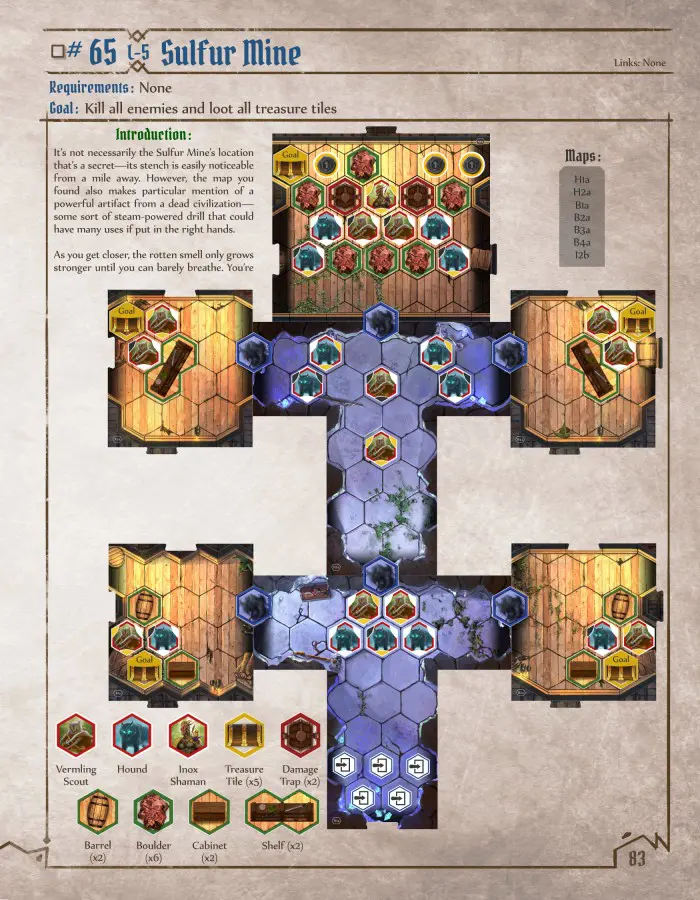 # 65 L-5 Sulfur Mine
Links: None
Requirements: None
Goal: Kill all enemies and loot all treasure tiles
Introduction:
It's not necessarily the Sulfur Mine's location
that's a secret—its stench is easily noticeable
from a mile away. However, the map you
found also makes particular mention of a
powerful artifact from a dead civilization—
some sort of steam-powered drill that could
have many uses if put in the right hands.
As you get closer, the rotten smell only grows
stronger until you can barely breathe. You're
Maps:
H1a
H2a
B1a
B2a
B3a
B4a
I2b
Goal
Goal
Goal
Goal
Goal
Vermling
Scout
Hound
Inox
Shaman
Treasure
Tile (x5)
Damage
Trap (x2)
Barrel
(x2)
Boulder
(x6)
Cabinet
(x2)
Shelf (x2)
83